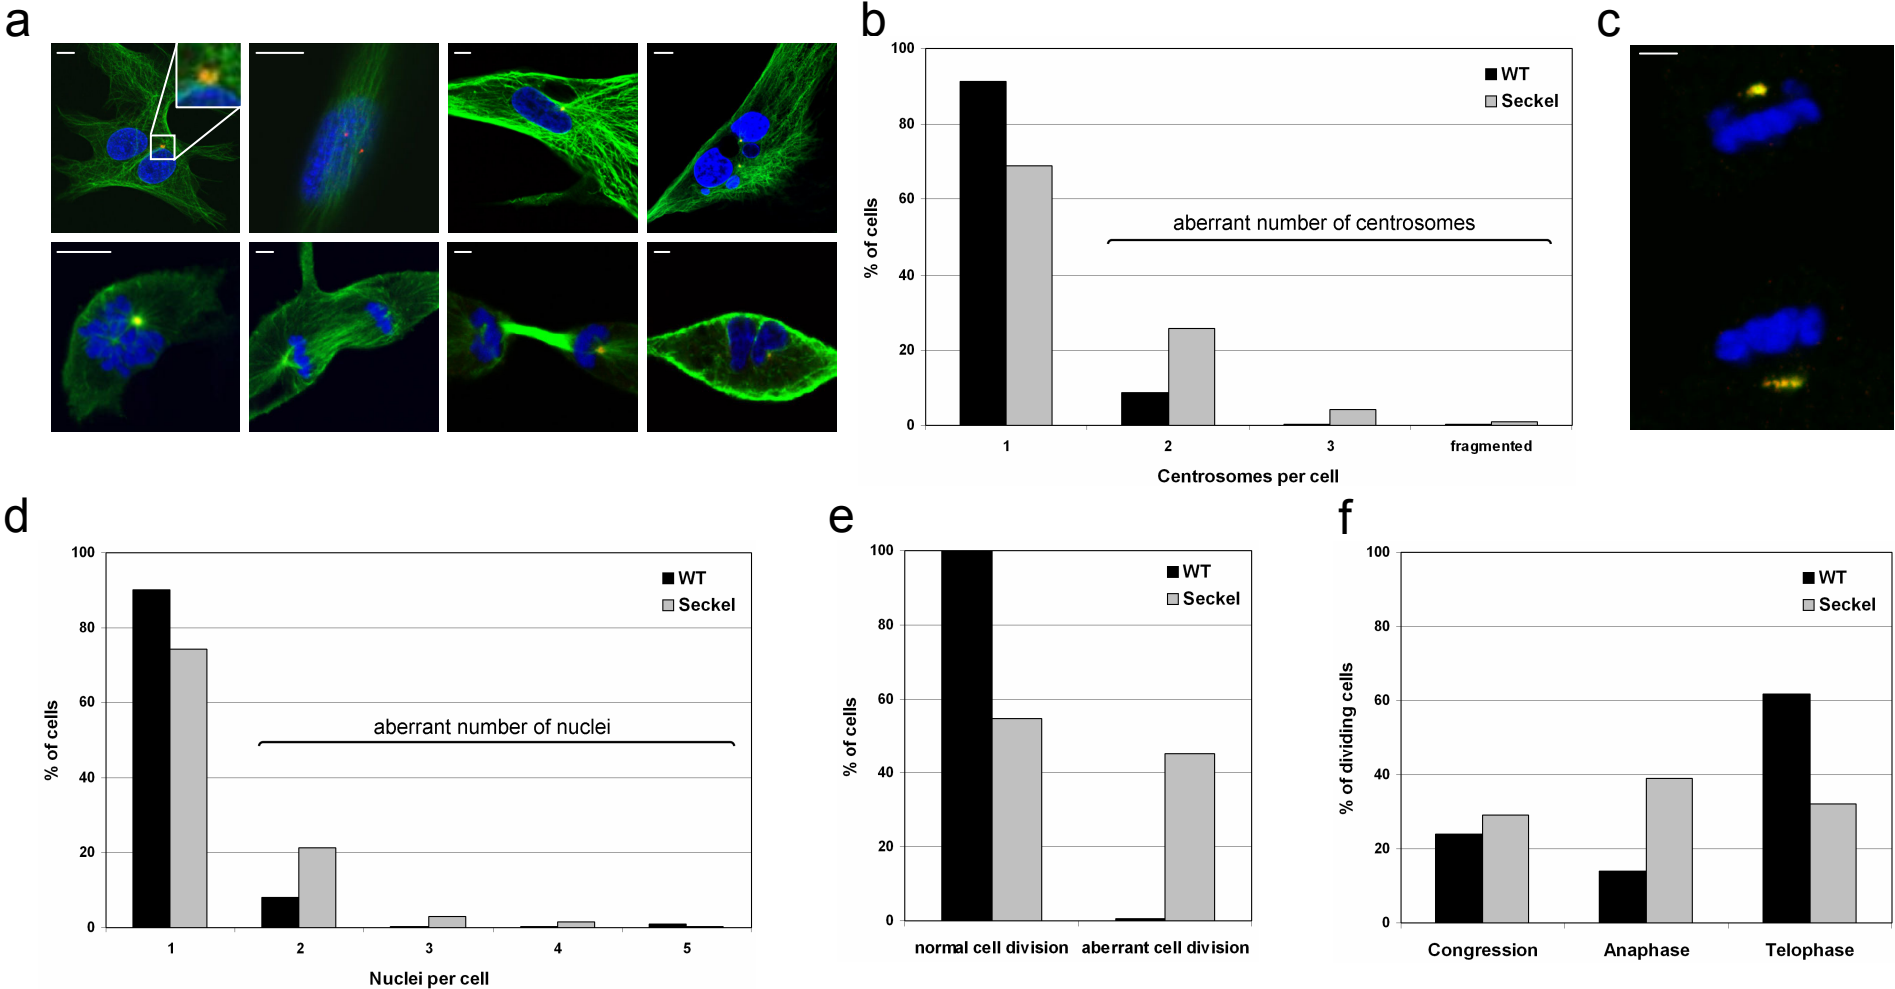 a
b
100
80
60
40
20
0
% of cells
WT
Seckel
aberrant number of centrosomes
1
2
3
fragmented
Centrosomes per cell
c
d
100
80
60
40
20
0
% of cells
WT
Seckel
aberrant number of nuclei
1
2
3
4
5
Nuclei per cell
e
100
80
60
40
20
0
% of cells
WT
Seckel
normal cell division
aberrant cell division
f
100
80
60
40
20
0
% of dividing cells
WT
Seckel
Congression
Anaphase
Telophase